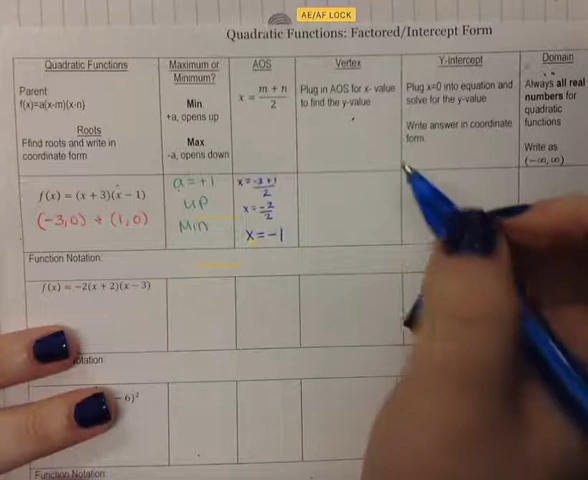 AE/AF LOCK
Quadratic Functions: Factored/Intercept Form
Quadratic Functions
Parent
f(x)=a(x-m)(x-n)
Roots
Ffind roots and write in
coordinate form
Maximum or
Minimum?
Min
+a, opens up
Max
-a, opens down
AOS
x = m + n / 2
Vertex
Plug in AOS for x- value
to find the y-value
Y-Intercept
Plug x=0 into equation and
solve for the y-value
Write answer in coordinate
form.
Domain
Always all real
numbers for
quadratic
functions
Write as
(-∞, ∞)
f(x) = (x + 3)(x − 1)
(-3,0) + (1,0)
a = +1
up
Min
x = -3 + 1 / 2
x = -2 / 2
x = -1
Function Notation:
f(x) = −2(x + 2)(x − 3)
otation
− 6)²
Function Notation: